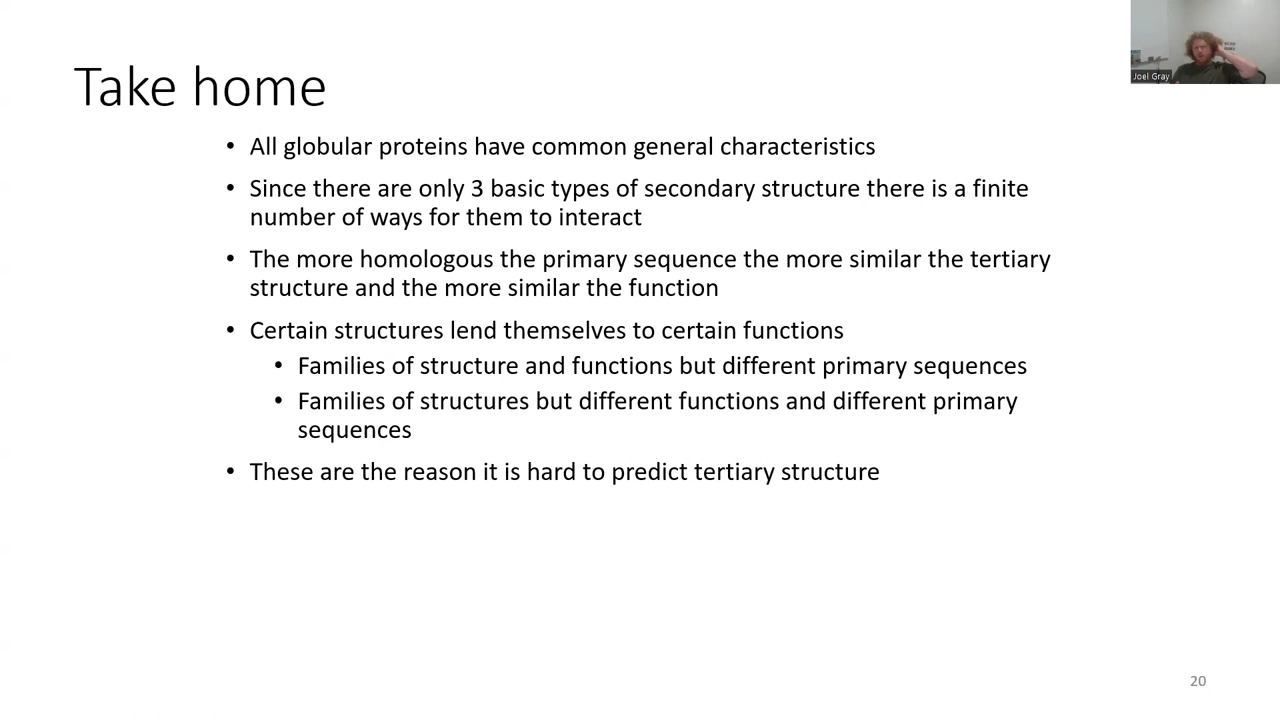 Take home
Joel Gray
• All globular proteins have common general characteristics
• Since there are only 3 basic types of secondary structure there is a finite
number of ways for them to interact
• The more homologous the primary sequence the more similar the tertiary
structure and the more similar the function
• Certain structures lend themselves to certain functions
• Families of structure and functions but different primary sequences
• Families of structures but different functions and different primary
sequences
• These are the reason it is hard to predict tertiary structure
20